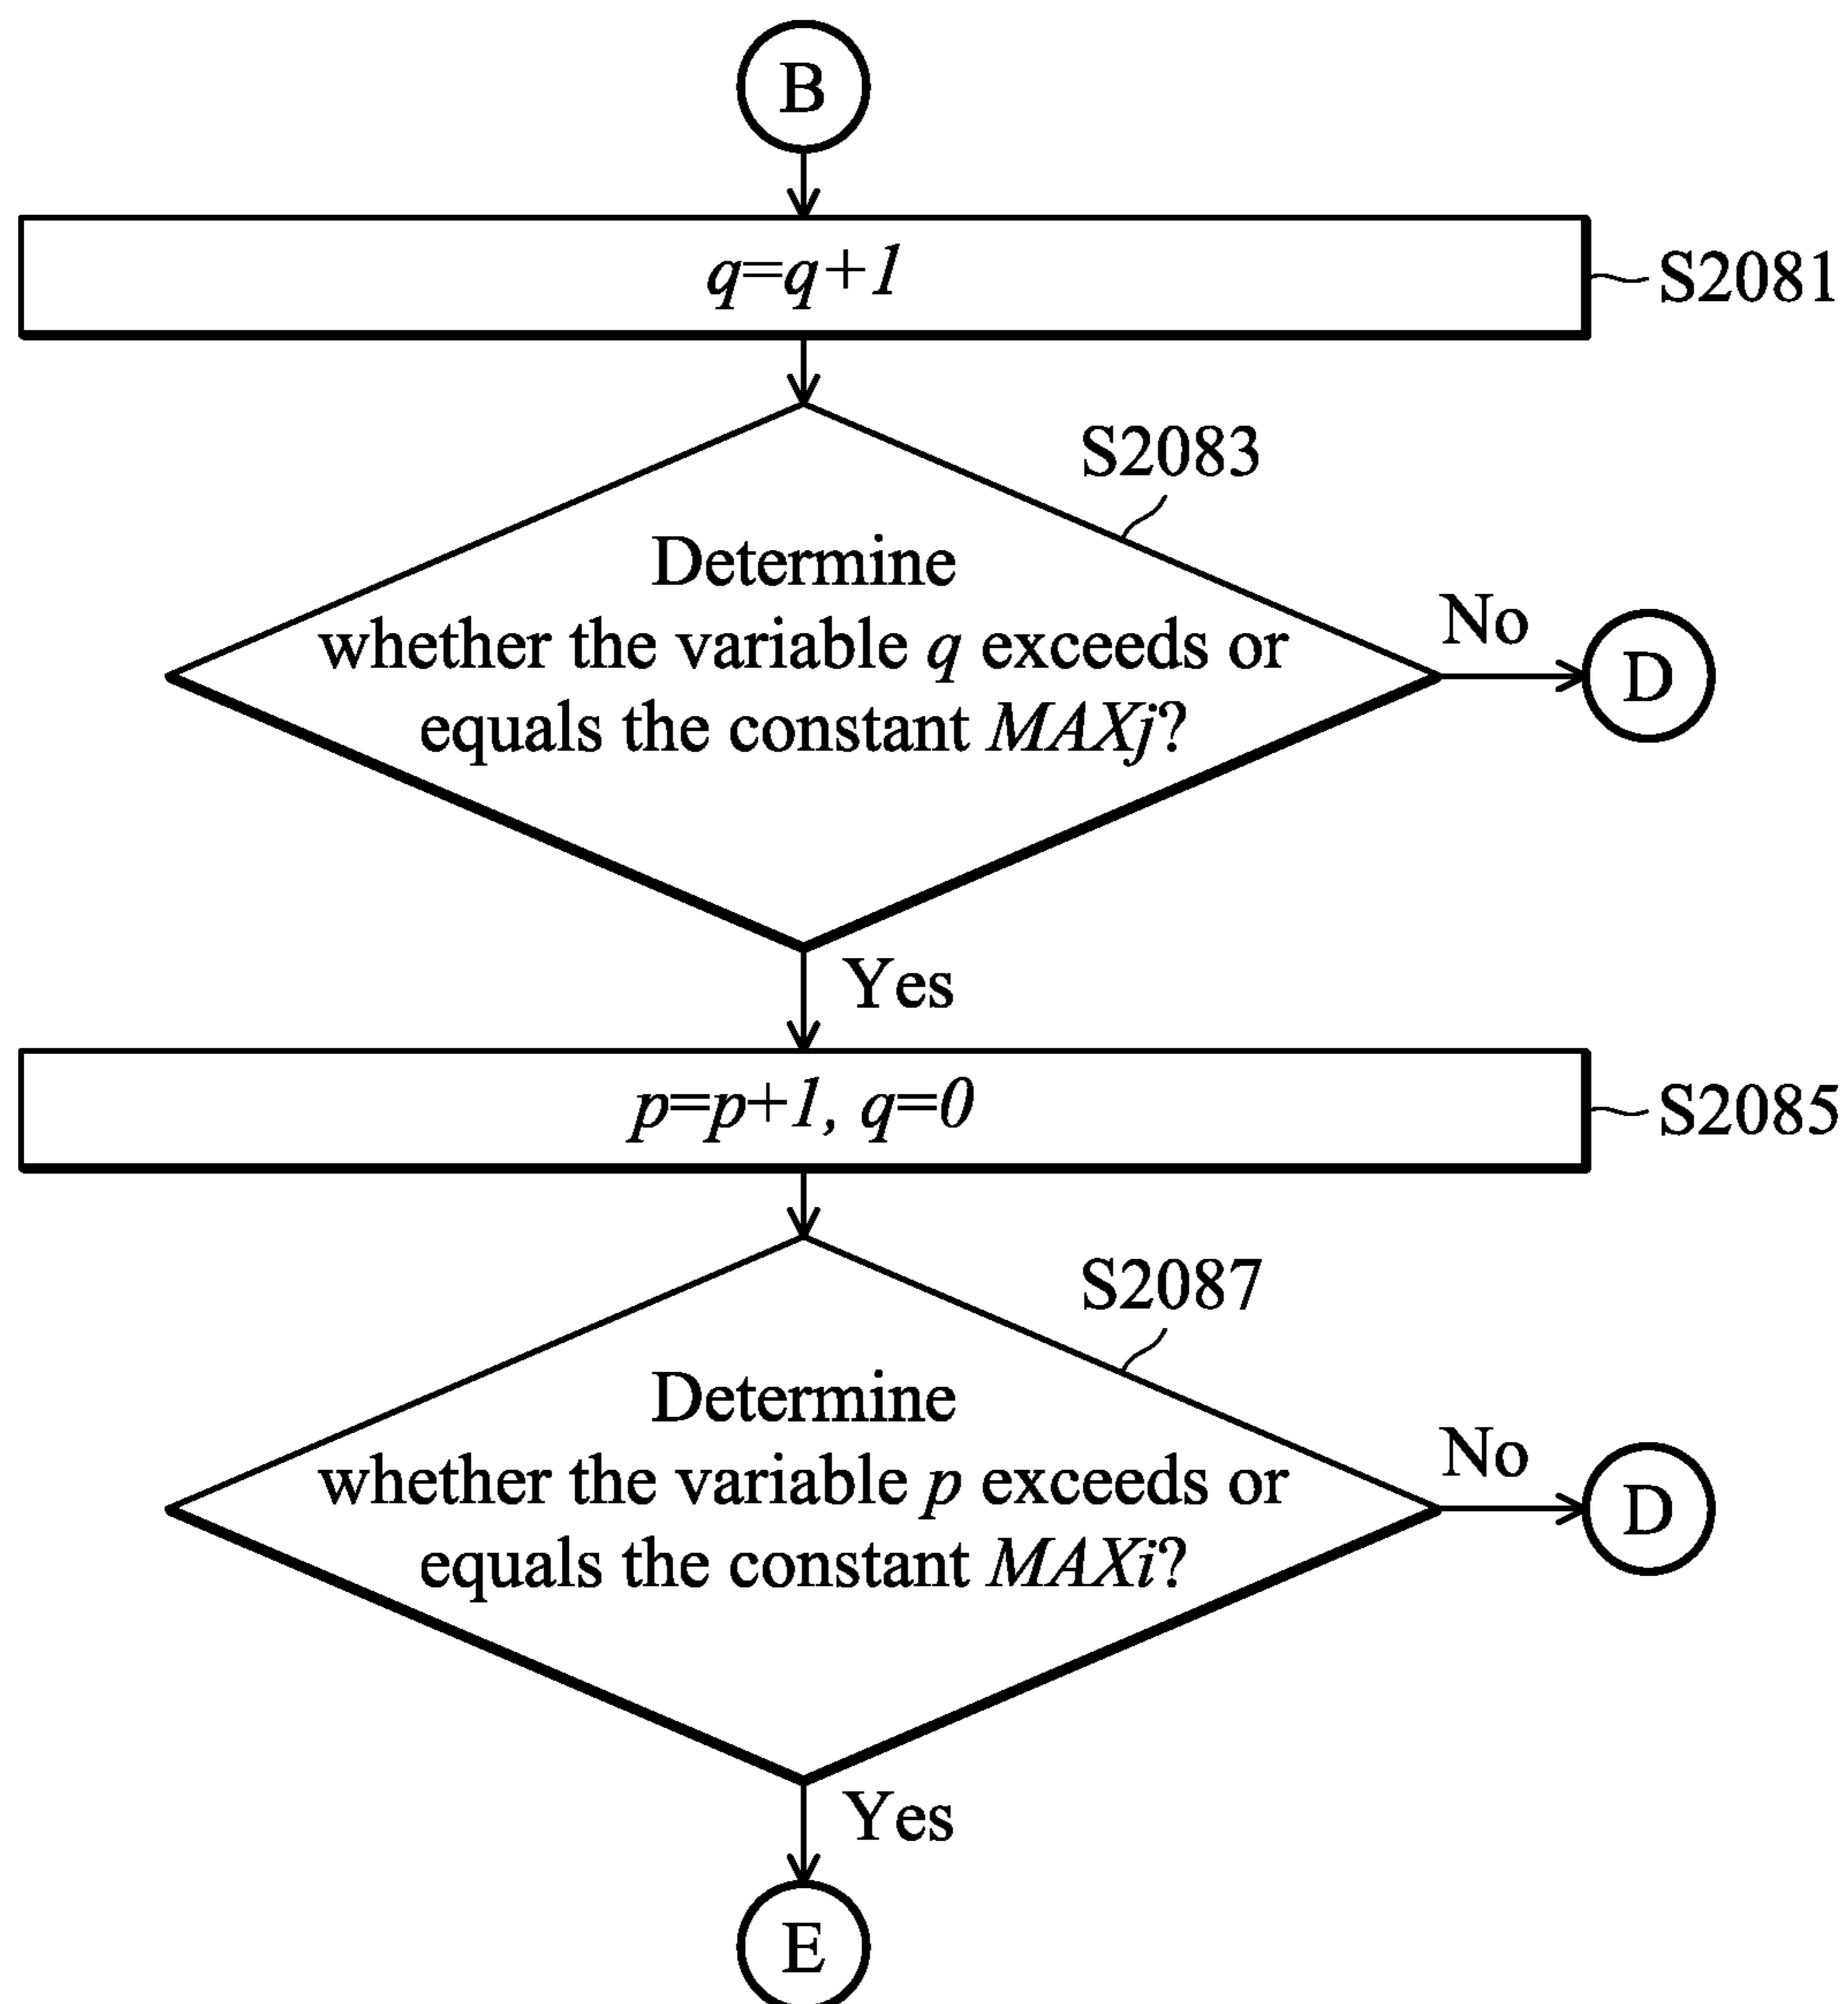 B
q=q+1
S2081
S2083
Determine
whether the variable q exceeds or
equals the constant MAXj?
No
D
Yes
p=p+1, q=0
S2085
S2087
Determine
whether the variable p exceeds or
equals the constant MAXi?
No
D
Yes
E